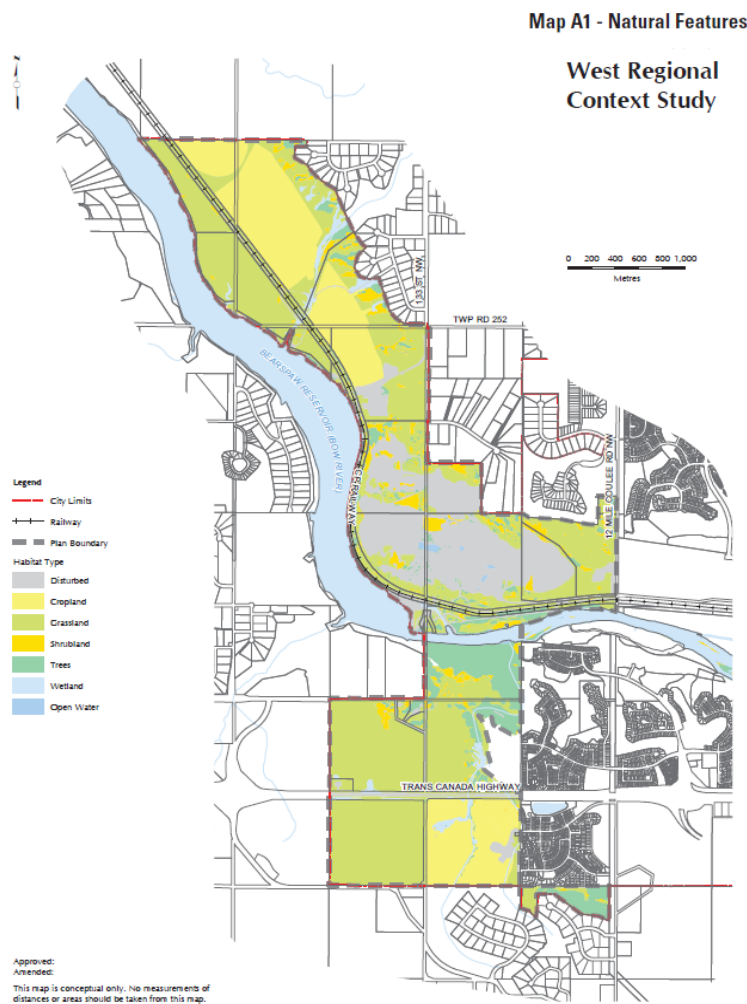 Map A1 - Natural Features
West Regional
Context Study
N
0 200 400 600 800 1,000
Metres
133 ST NW
TWP RD 252
BEARSPAW RESERVOIR (BOW RIVER)
12 MILE COULEE RD NW
C.P. RAILWAY
Legend
City Limits
Railway
Plan Boundary
Habitat Type
Disturbed
Cropland
Grassland
Shrubland
Trees
Wetland
Open Water
TRANS CANADA HIGHWAY
Approved:
Amended:
This map is conceptual only. No measurements of
distances or areas should be taken from this map.